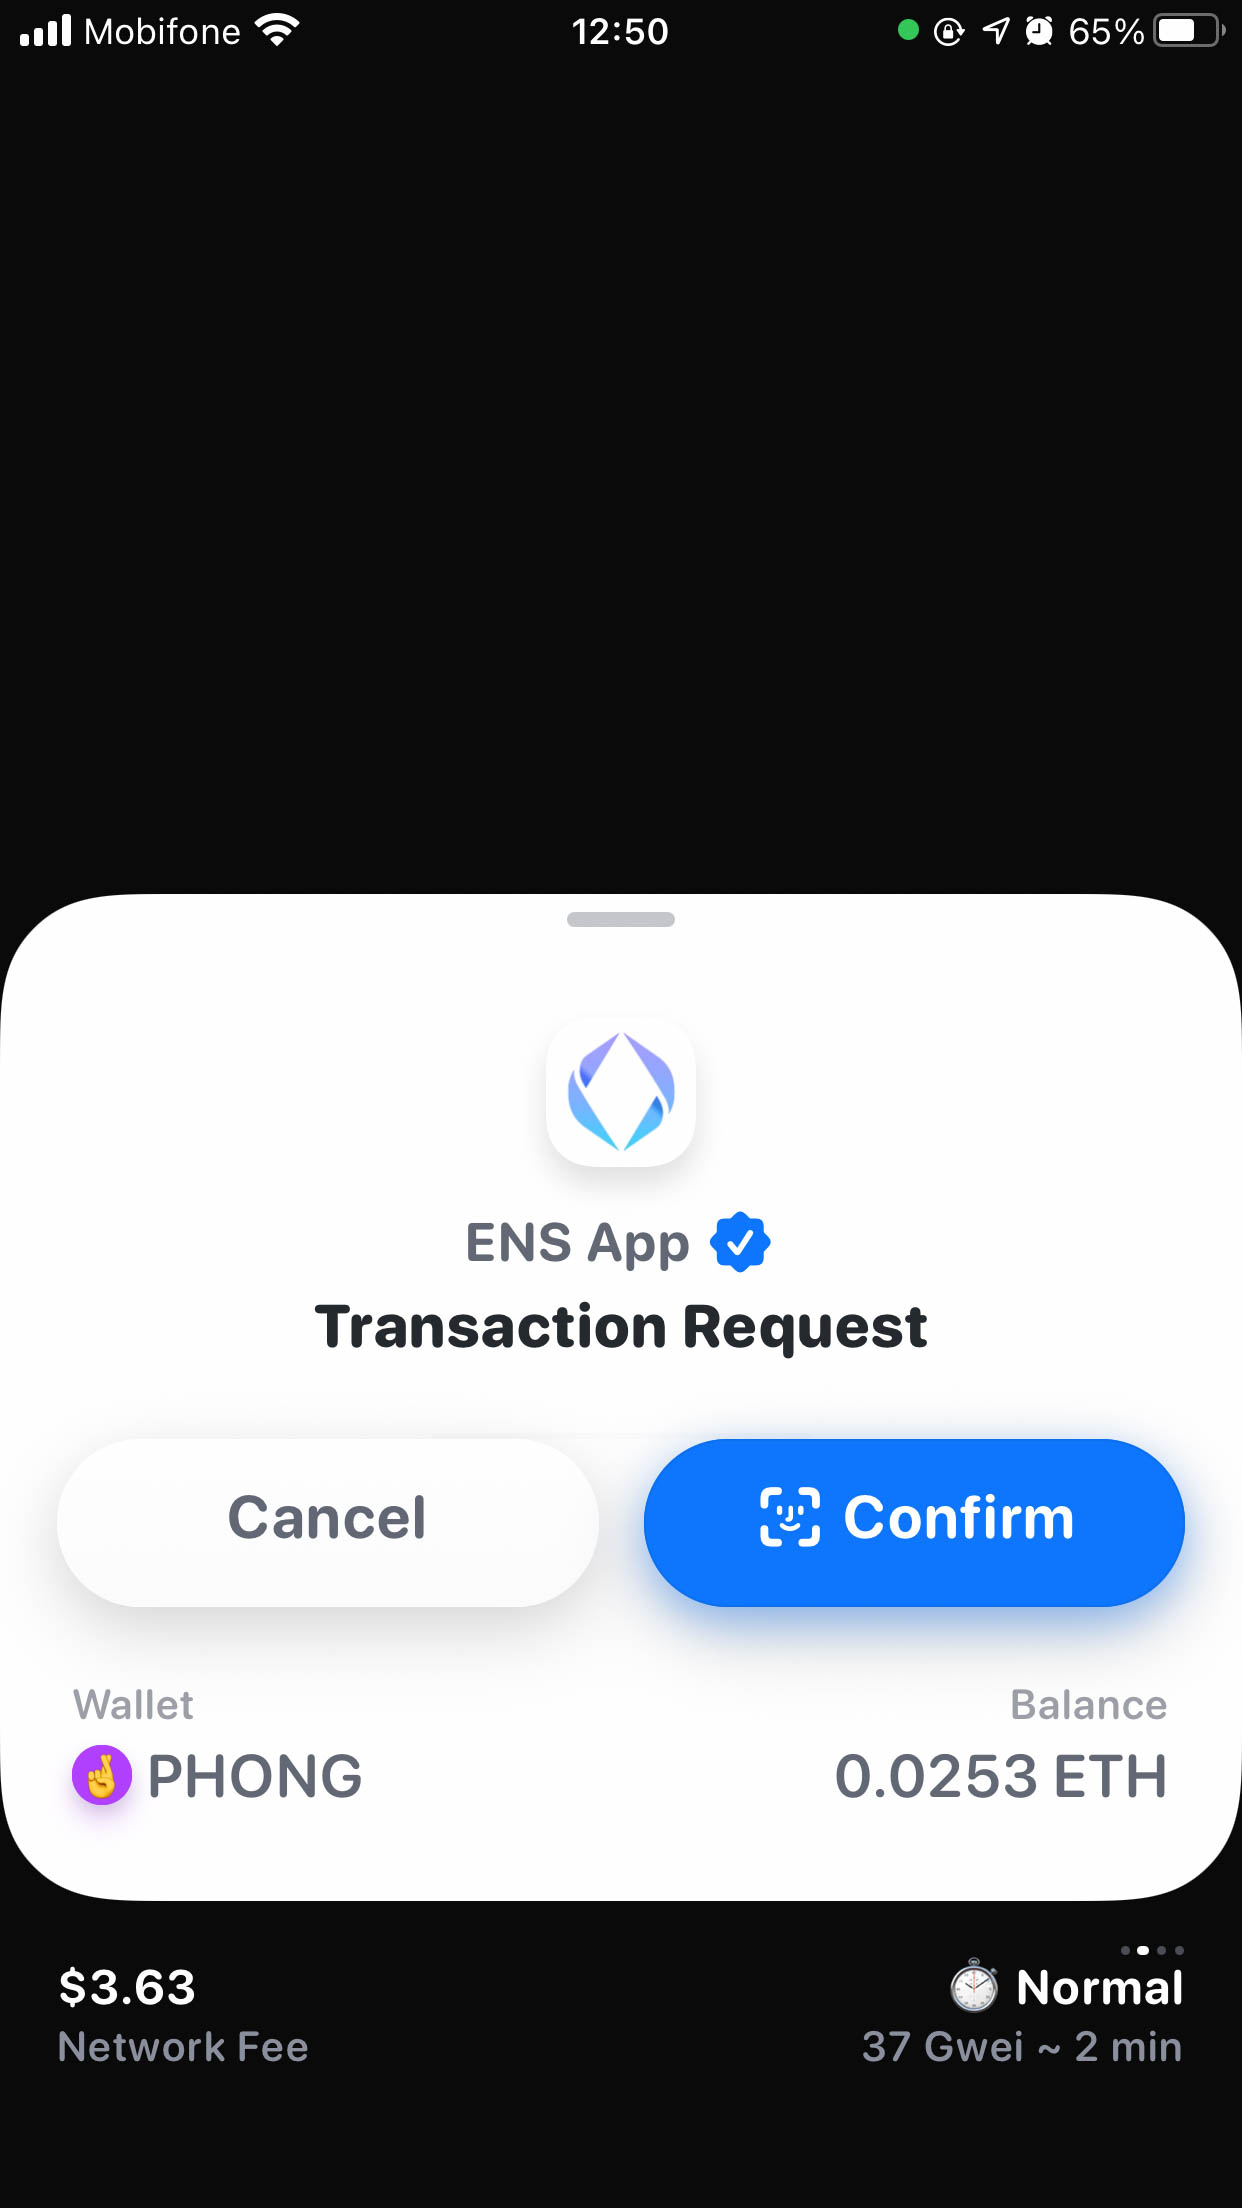 Mobifone 12:50 65%
ENS App
Transaction Request
Cancel Confirm
Wallet Balance
PHONG 0.0253 ETH
$3.63 Normal
Network Fee 37 Gwei ~ 2 min